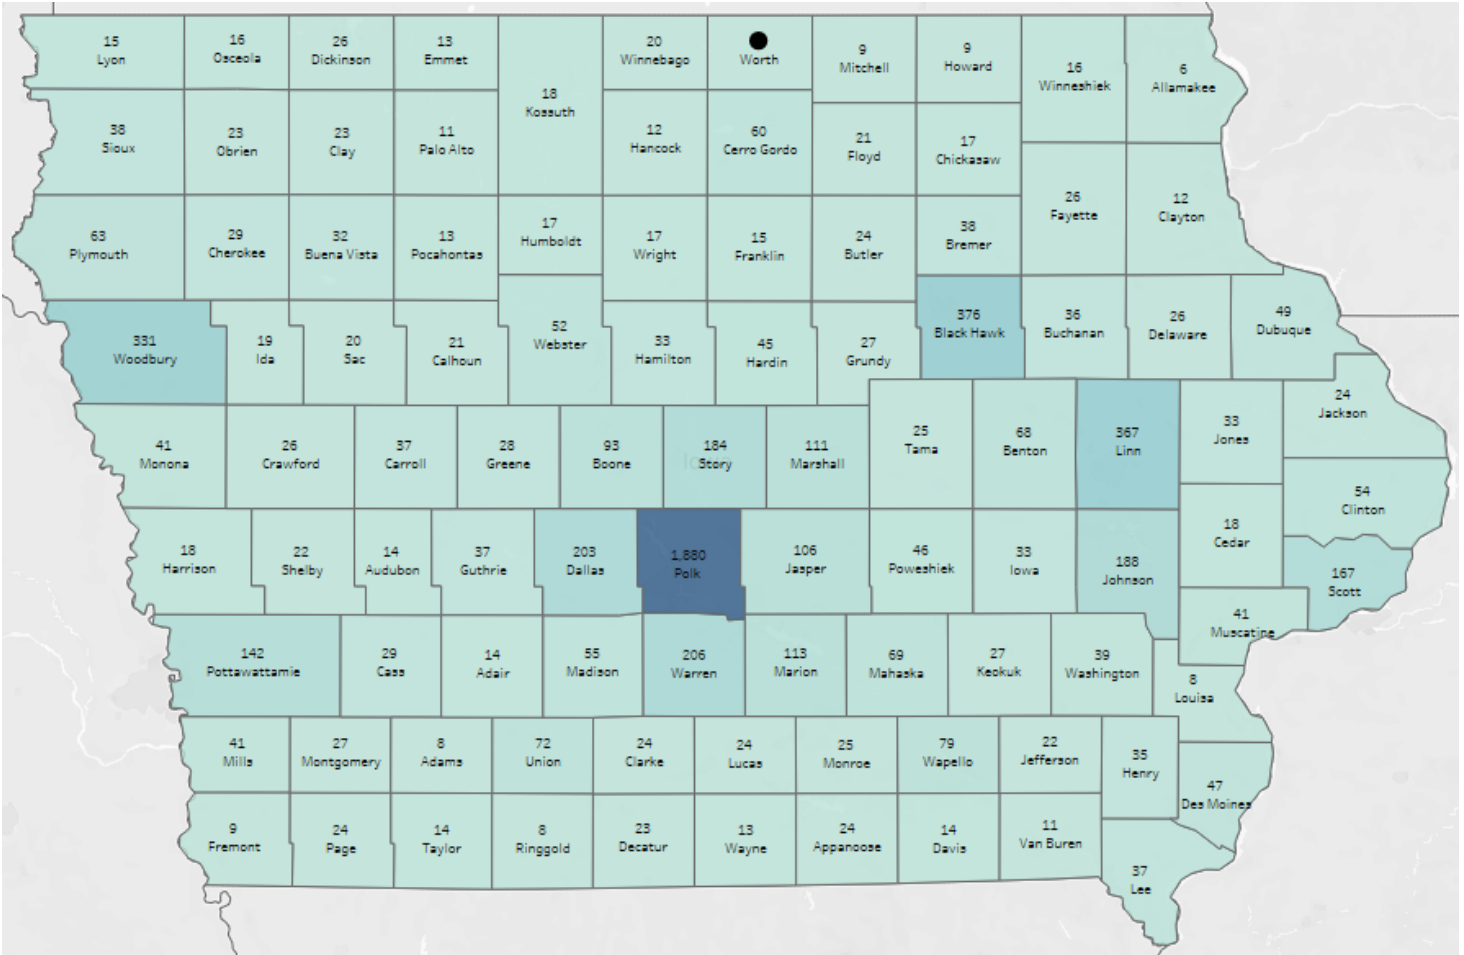 15
Lyon
16
Osceola
26
Dickinson
13
Emmet
18
Kossuth
20
Winnebago
Worth
9
Mitchell
9
Howard
16
Winneshiek
6
Allamakee
38
Sioux
23
Obrien
23
Clay
11
Palo Alto
12
Hancock
60
Cerro Gordo
21
Floyd
17
Chickasaw
26
Fayette
12
Clayton
63
Plymouth
29
Cherokee
32
Buena Vista
13
Pocahontas
17
Humboldt
17
Wright
15
Franklin
24
Butler
38
Bremer
331
Woodbury
19
Ida
20
Sac
21
Calhoun
52
Webster
33
Hamilton
45
Hardin
27
Grundy
376
Black Hawk
36
Buchanan
26
Delaware
49
Dubuque
41
Monona
26
Crawford
37
Carroll
28
Greene
93
Boone
184
Story
Iowa
111
Marshall
25
Tama
68
Benton
367
Linn
33
Jones
24
Jackson
54
Clinton
18
Harrison
22
Shelby
14
Audubon
37
Guthrie
203
Dallas
1,880
Polk
106
Jasper
46
Poweshiek
33
Iowa
188
Johnson
18
Cedar
167
Scott
41
Muscatine
142
Pottawattamie
29
Cass
14
Adair
55
Madison
206
Warren
113
Marion
69
Mahaska
27
Keokuk
39
Washington
8
Louisa
41
Mills
27
Montgomery
8
Adams
72
Union
24
Clarke
24
Lucas
25
Monroe
79
Wapello
22
Jefferson
35
Henry
47
Des Moines
9
Fremont
24
Page
14
Taylor
8
Ringgold
23
Decatur
13
Wayne
24
Appanoose
14
Davis
11
Van Buren
37
Lee